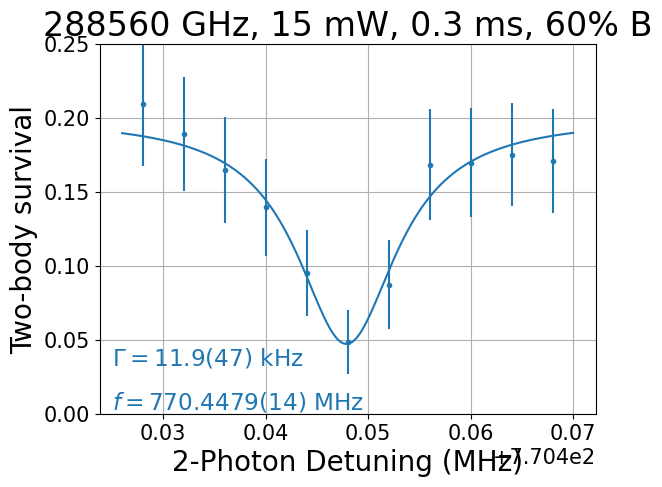 288560 GHz, 15 mW, 0.3 ms, 60% B
Two-body survival
0.25
0.20
0.15
0.10
0.05
0.00
Γ = 11.9(47) kHz
f = 770.4479(14) MHz
0.03 0.04 0.05 0.06 0.07
2-Photon Detuning (MHz)
+7.704e2